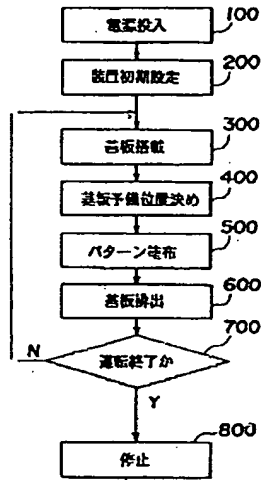 電源投入
100
装置初期設定
200
基板搭載
300
基板予備位置決め
400
パターン塗布
500
基板排出
600
運転終了か
700
N
Y
停止
800